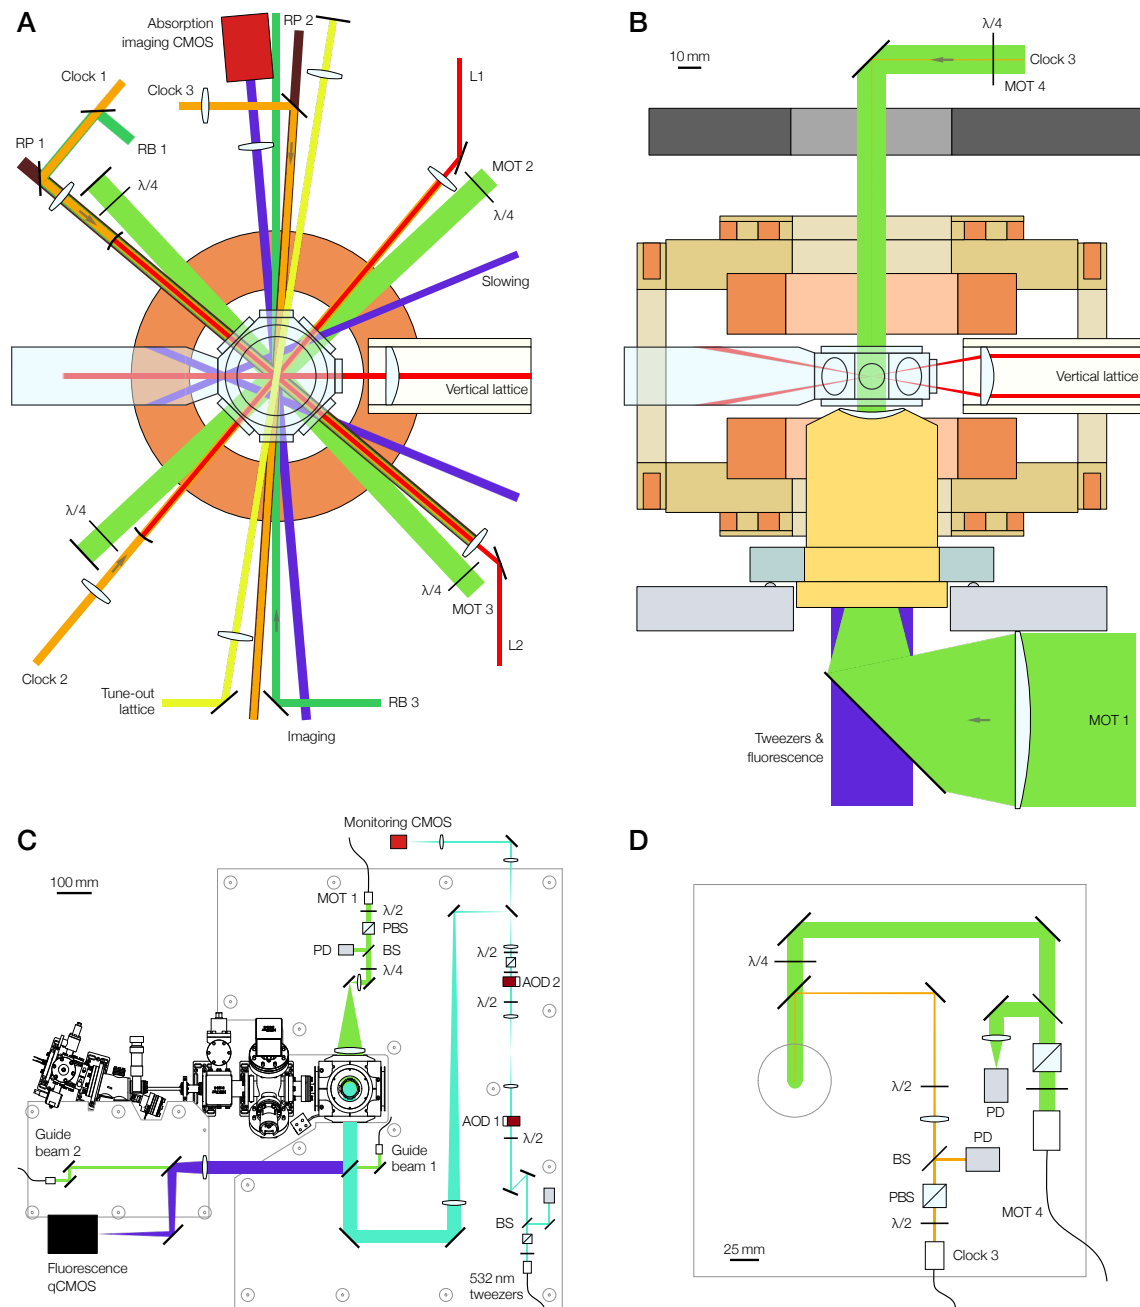 A
Absorption
imaging CMOS
RP 2
Clock 1
Clock 3
L1
RB 1
RP 1
λ/4
MOT 2
λ/4
Slowing
Vertical lattice
λ/4
λ/4
MOT 3
Clock 2
L2
Tune-out
lattice
RB 3
Imaging
B
10 mm
λ/4
Clock 3
MOT 4
Vertical lattice
MOT 1
Tweezers &
fluorescence
C
Monitoring CMOS
100 mm
MOT 1
λ/2
PBS
PD
BS
λ/4
λ/2
AOD 2
λ/2
AOD 1
λ/2
Guide
beam 2
Guide
beam 1
BS
Fluorescence
qCMOS
532 nm
tweezers
D
λ/4
λ/2
PD
PD
BS
PBS
λ/2
MOT 4
25 mm
Clock 3